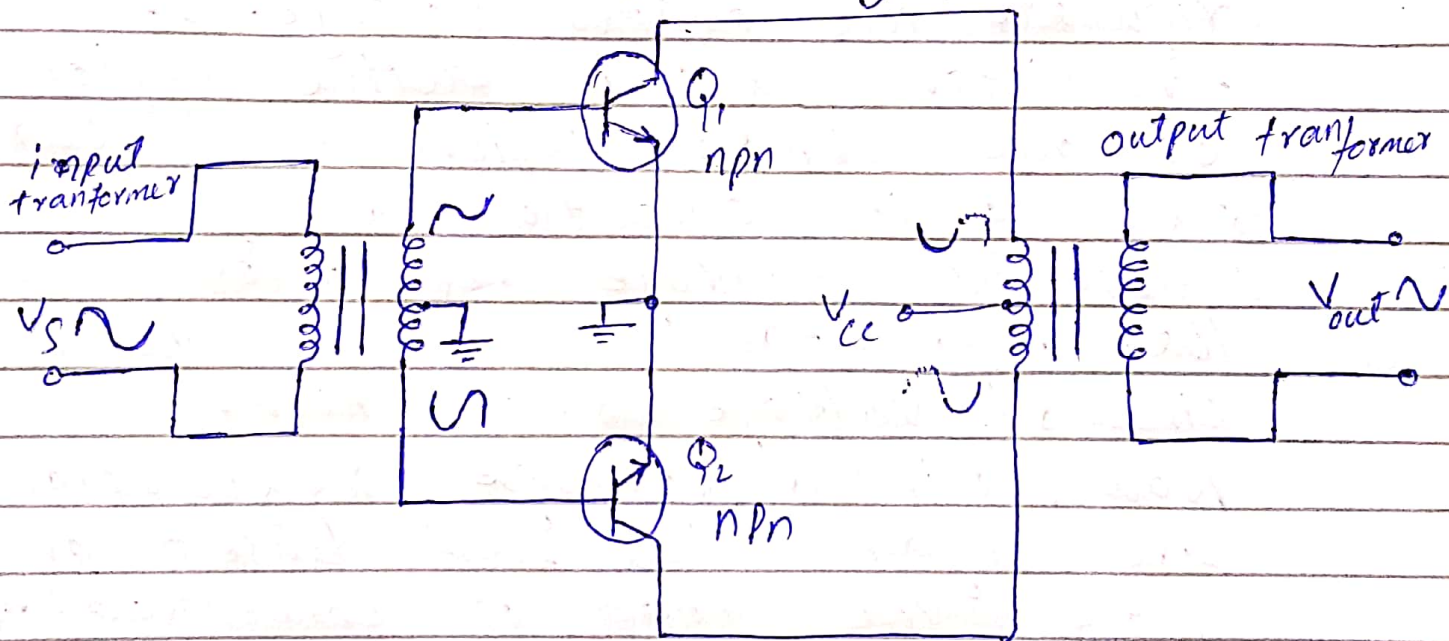 Q1
npn
input
tranformer
output tranformer
VS
VCC
Vout
Q2
npn